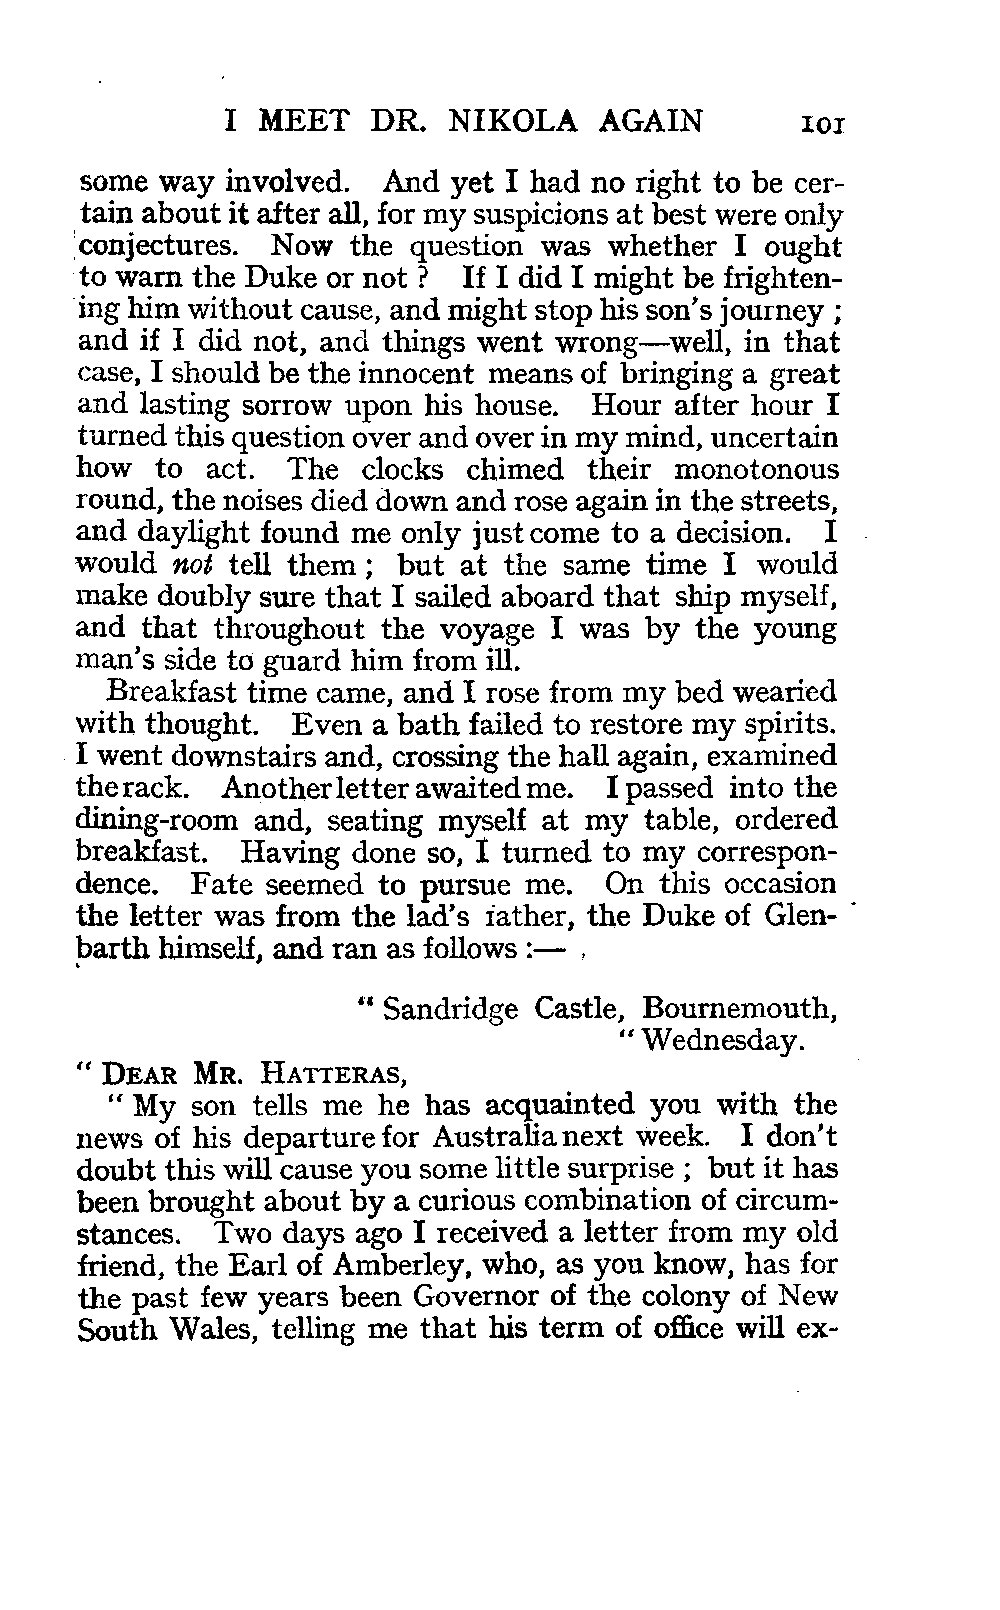 I MEET DR. NIKOLA AGAIN 101
some way involved. And yet I had no right to be cer-
tain about it after all, for my suspicions at best were only
conjectures. Now the question was whether I ought
to warn the Duke or not ? If I did I might be frighten-
ing him without cause, and might stop his son's journey ;
and if I did not, and things went wrong—well, in that
case, I should be the innocent means of bringing a great
and lasting sorrow upon his house. Hour after hour I
turned this question over and over in my mind, uncertain
how to act. The clocks chimed their monotonous
round, the noises died down and rose again in the streets,
and daylight found me only just come to a decision. I
would not tell them ; but at the same time I would
make doubly sure that I sailed aboard that ship myself,
and that throughout the voyage I was by the young
man's side to guard him from ill.
Breakfast time came, and I rose from my bed wearied
with thought. Even a bath failed to restore my spirits.
I went downstairs and, crossing the hall again, examined
the rack. Another letter awaited me. I passed into the
dining-room and, seating myself at my table, ordered
breakfast. Having done so, I turned to my correspon-
dence. Fate seemed to pursue me. On this occasion
the letter was from the lad's father, the Duke of Glen-
barth himself, and ran as follows :—
" Sandridge Castle, Bournemouth,
" Wednesday.
" DEAR MR. HATTERAS,
" My son tells me he has acquainted you with the
news of his departure for Australia next week. I don't
doubt this will cause you some little surprise ; but it has
been brought about by a curious combination of circum-
stances. Two days ago I received a letter from my old
friend, the Earl of Amberley, who, as you know, has for
the past few years been Governor of the colony of New
South Wales, telling me that his term of office will ex-